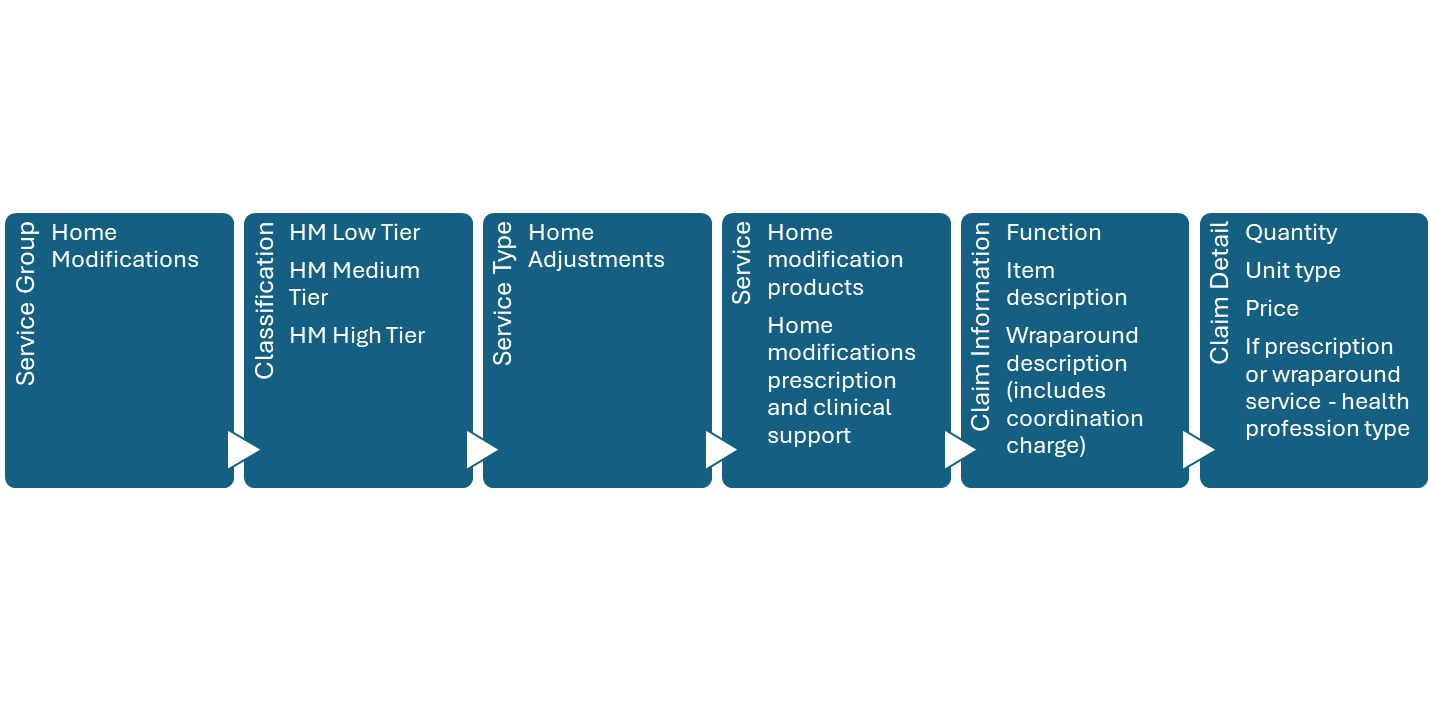 Service Group
Home
Modifications
Classification
HM Low Tier
HM Medium
Tier
HM High Tier
Service Type
Home
Adjustments
Service
Home
modification
products
Home
modifications
prescription
and clinical
support
Claim Information
Function
Item
description
Wraparound
description
(includes
coordination
charge)
Claim Detail
Quantity
Unit type
Price
If prescription
or wraparound
service - health
profession type